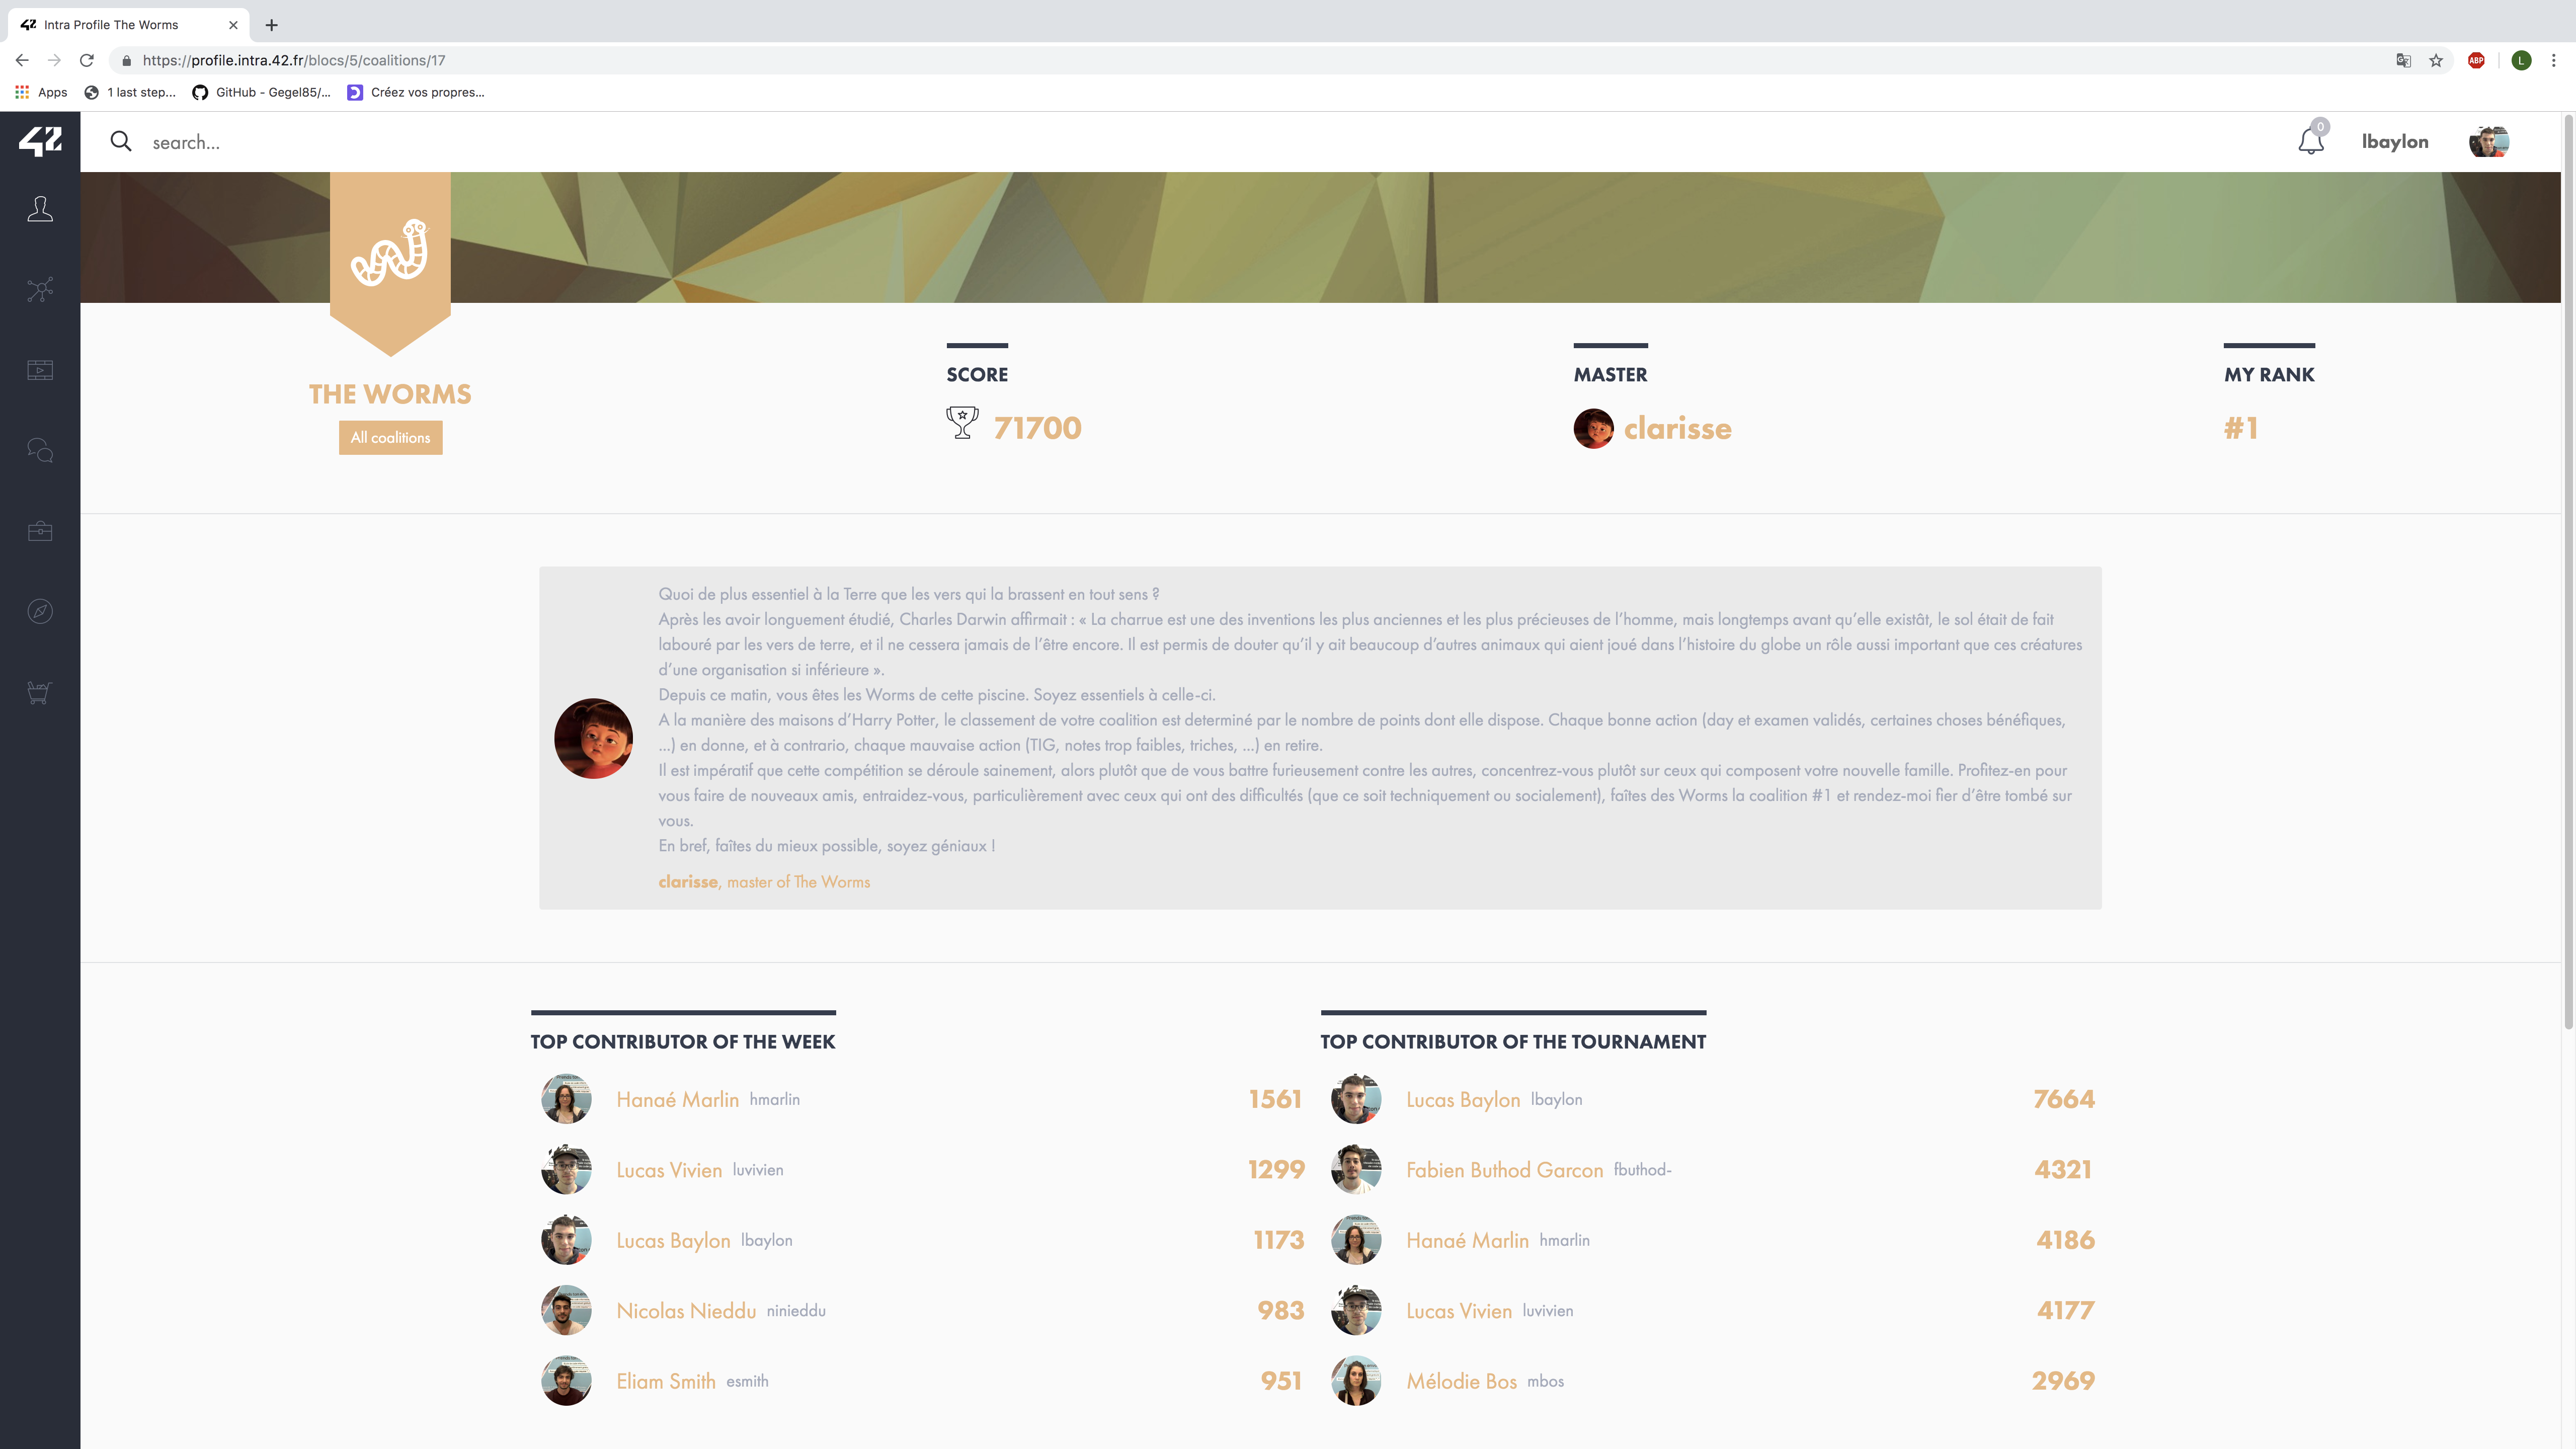 Intra Profile The Worms
https://profile.intra.42.fr/blocs/5/coalitions/17
ABP
L
Apps
1 last step...
GitHub - Gegel85/...
Créez vos propres...
42
search...
0
lbaylon
THE WORMS
All coalitions
SCORE
71700
MASTER
clarisse
MY RANK
#1
Quoi de plus essentiel à la Terre que les vers qui la brassent en tout sens ?
Après les avoir longuement étudié, Charles Darwin affirmait : « La charrue est une des inventions les plus anciennes et les plus précieuses de l’homme, mais longtemps avant qu’elle existât, le sol était de fait
labouré par les vers de terre, et il ne cessera jamais de l’être encore. Il est permis de douter qu’il y ait beaucoup d’autres animaux qui aient joué dans l’histoire du globe un rôle aussi important que ces créatures
d’une organisation si inférieure ».
Depuis ce matin, vous êtes les Worms de cette piscine. Soyez essentiels à celle-ci.
A la manière des maisons d’Harry Potter, le classement de votre coalition est determiné par le nombre de points dont elle dispose. Chaque bonne action (day et examen validés, certaines choses bénéfiques,
...) en donne, et à contrario, chaque mauvaise action (TIG, notes trop faibles, triches, ...) en retire.
Il est impératif que cette compétition se déroule sainement, alors plutôt que de vous battre furieusement contre les autres, concentrez-vous plutôt sur ceux qui composent votre nouvelle famille. Profitez-en pour
vous faire de nouveaux amis, entraidez-vous, particulièrement avec ceux qui ont des difficultés (que ce soit techniquement ou socialement), faîtes des Worms la coalition #1 et rendez-moi fier d’être tombé sur
vous.
En bref, faîtes du mieux possible, soyez géniaux !
clarisse, master of The Worms
TOP CONTRIBUTOR OF THE WEEK
Hanaé Marlin hmarlin 1561
Lucas Vivien luvivien 1299
Lucas Baylon lbaylon 1173
Nicolas Nieddu ninieddu 983
Eliam Smith esmith 951
TOP CONTRIBUTOR OF THE TOURNAMENT
Lucas Baylon lbaylon 7664
Fabien Buthod Garcon fbuthod- 4321
Hanaé Marlin hmarlin 4186
Lucas Vivien luvivien 4177
Mélodie Bos mbos 2969